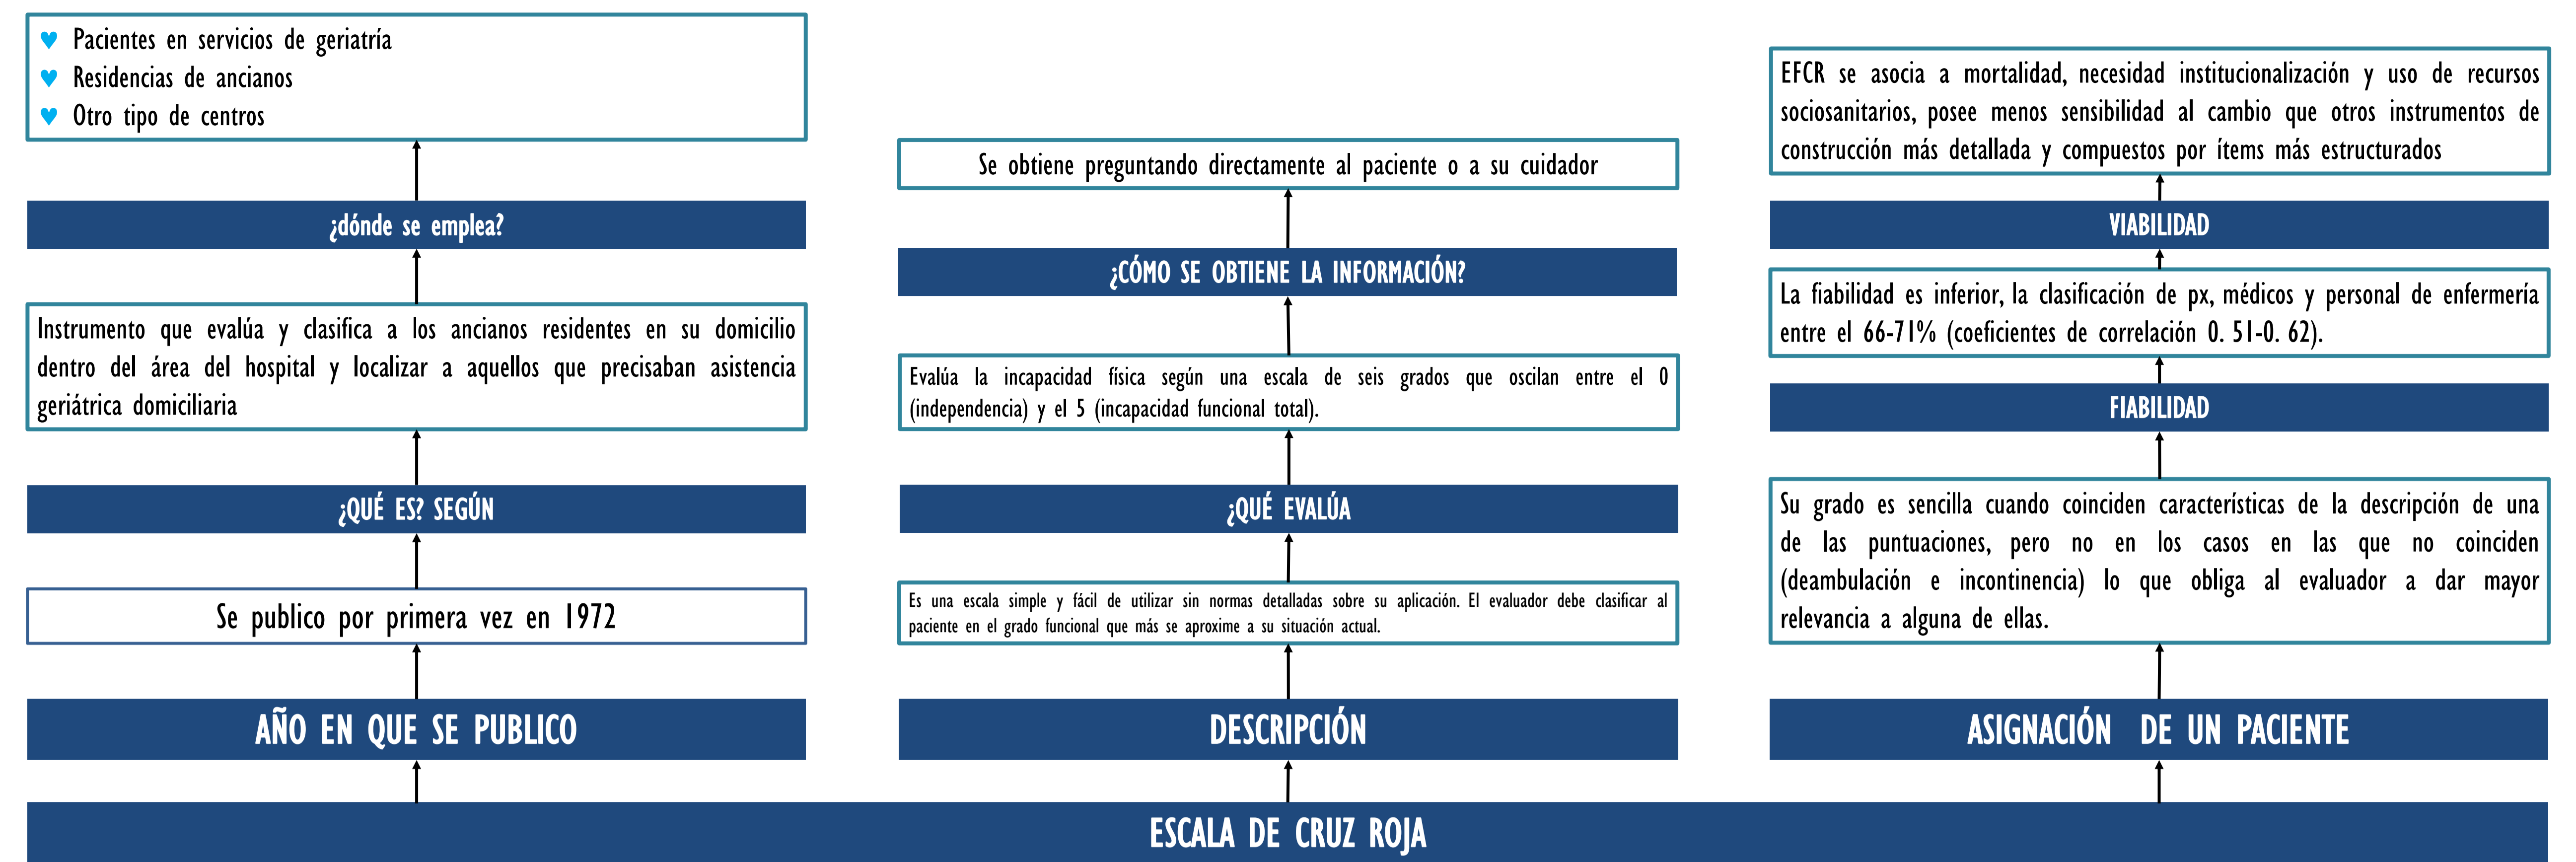 ♥ Pacientes en servicios de geriatría
♥ Residencias de ancianos
♥ Otro tipo de centros
¿dónde se emplea?
Instrumento que evalúa y clasifica a los ancianos residentes en su domicilio
dentro del área del hospital y localizar a aquellos que precisaban asistencia
geriátrica domiciliaria
¿QUÉ ES? SEGÚN
Se publico por primera vez en 1972
AÑO EN QUE SE PUBLICO
Se obtiene preguntando directamente al paciente o a su cuidador
¿CÓMO SE OBTIENE LA INFORMACIÓN?
Evalúa la incapacidad física según una escala de seis grados que oscilan entre el 0
(independencia) y el 5 (incapacidad funcional total).
¿QUÉ EVALÚA
Es una escala simple y fácil de utilizar sin normas detalladas sobre su aplicación. El evaluador debe clasificar al
paciente en el grado funcional que más se aproxime a su situación actual.
DESCRIPCIÓN
EFCR se asocia a mortalidad, necesidad institucionalización y uso de recursos
sociosanitarios, posee menos sensibilidad al cambio que otros instrumentos de
construcción más detallada y compuestos por ítems más estructurados
VIABILIDAD
La fiabilidad es inferior, la clasificación de px, médicos y personal de enfermería
entre el 66-71% (coeficientes de correlación 0. 51-0. 62).
FIABILIDAD
Su grado es sencilla cuando coinciden características de la descripción de una
de las puntuaciones, pero no en los casos en las que no coinciden
(deambulación e incontinencia) lo que obliga al evaluador a dar mayor
relevancia a alguna de ellas.
ASIGNACIÓN DE UN PACIENTE
ESCALA DE CRUZ ROJA